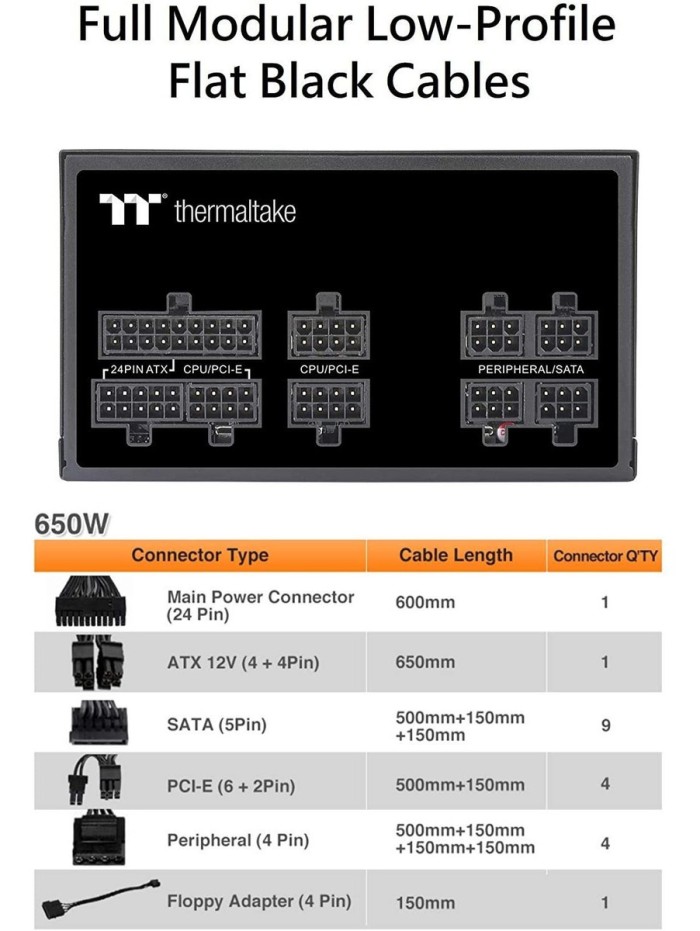 Full Modular Low-Profile
Flat Black Cables
thermaltake
24PIN ATX CPU/PCI-E
CPU/PCI-E
PERIPHERAL/SATA
650W
Connector Type Cable Length Connector Q'TY
Main Power Connector
(24 Pin)
600mm
1
ATX 12V (4 + 4Pin) 650mm 1
SATA (5Pin)
500mm+150mm
+150mm
9
PCI-E (6 + 2Pin) 500mm+150mm 4
Peripheral (4 Pin)
500mm+150mm
+150mm+150mm
4
Floppy Adapter (4 Pin) 150mm 1